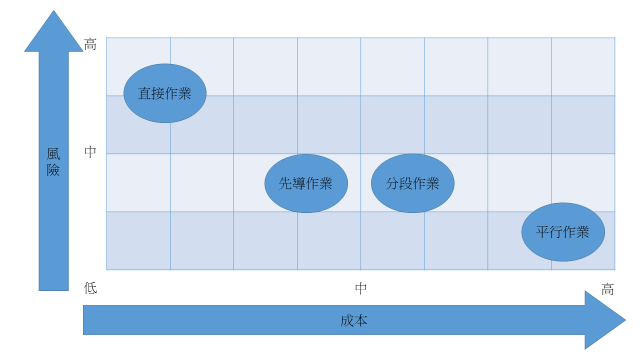 高
直接作業
風險
中
先導作業
分段作業
平行作業
低
中
高
成本